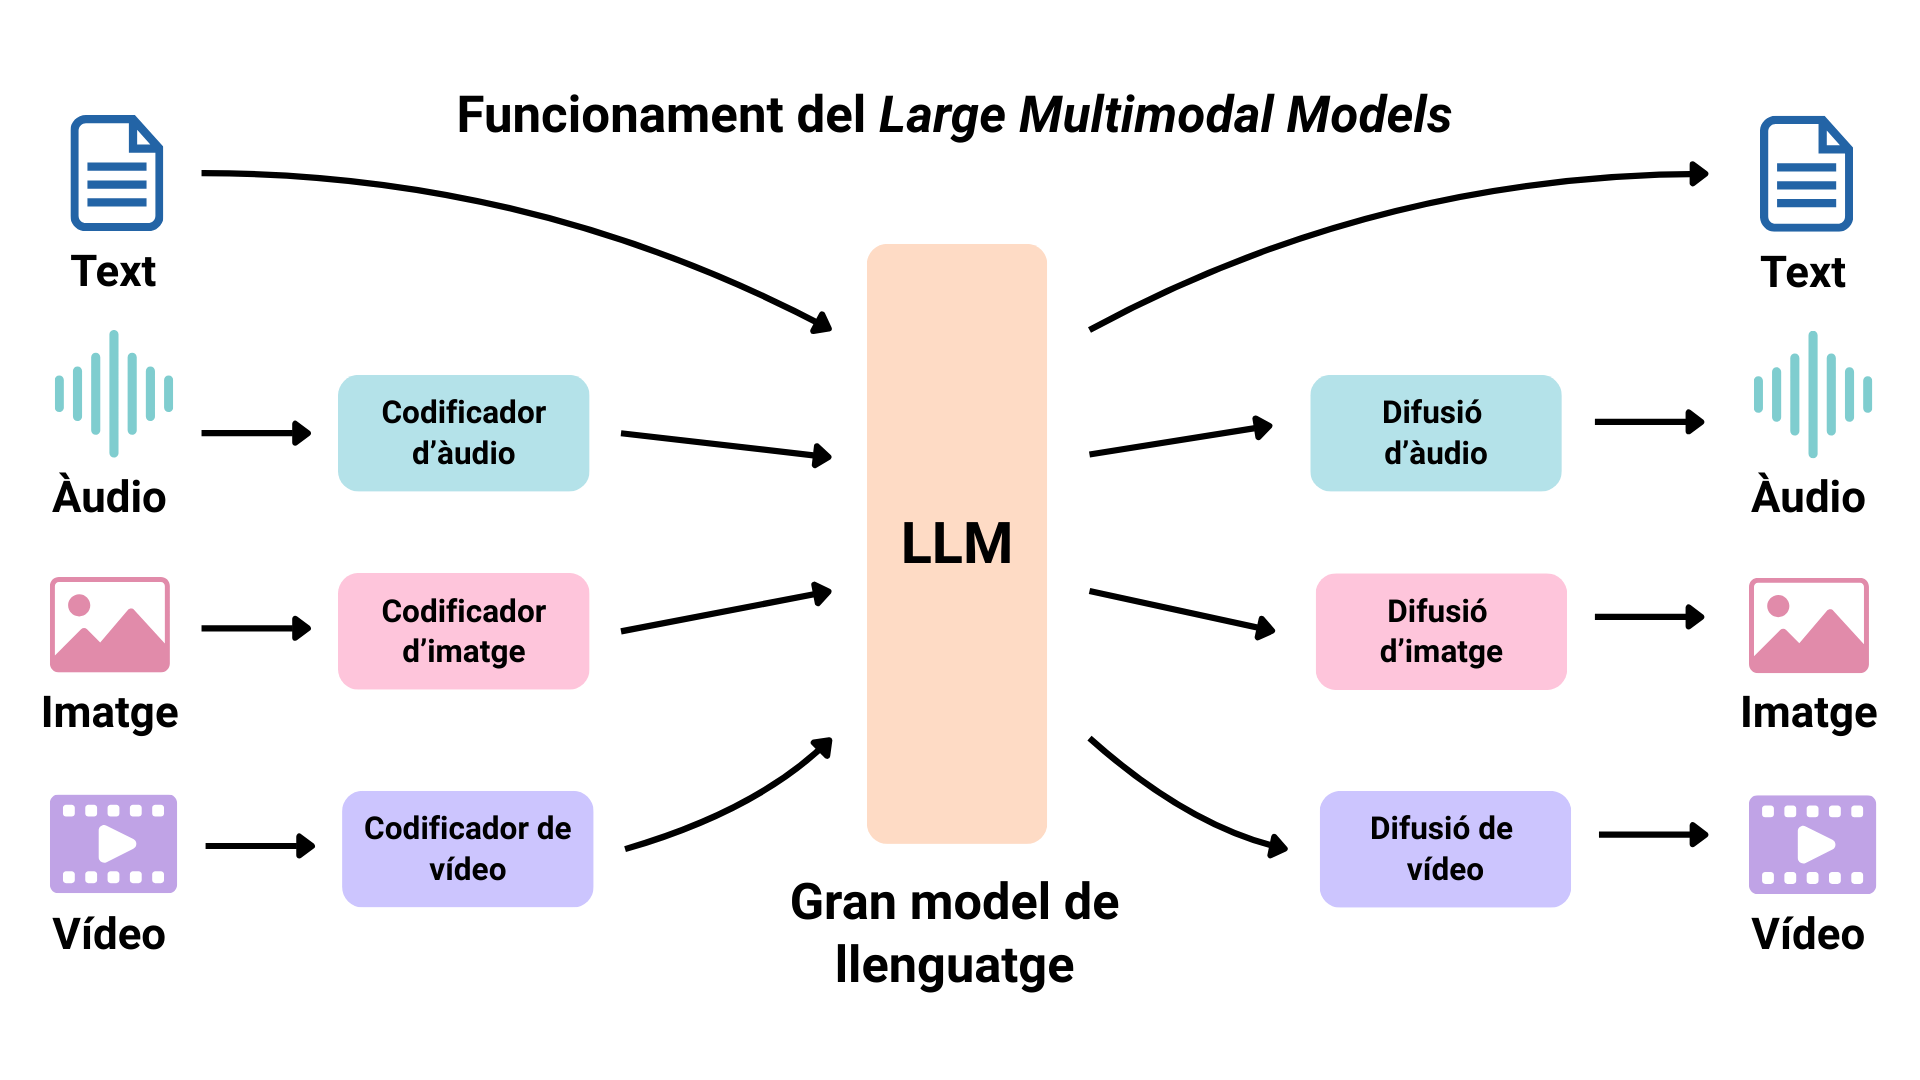 Funcionament del Large Multimodal Models
Text
Àudio
Imatge
Vídeo
Codificador
d’àudio
Codificador
d’imatge
Codificador de
vídeo
LLM
Gran model de
llenguatge
Difusió
d’àudio
Difusió
d’imatge
Difusió de
vídeo
Text
Àudio
Imatge
Vídeo